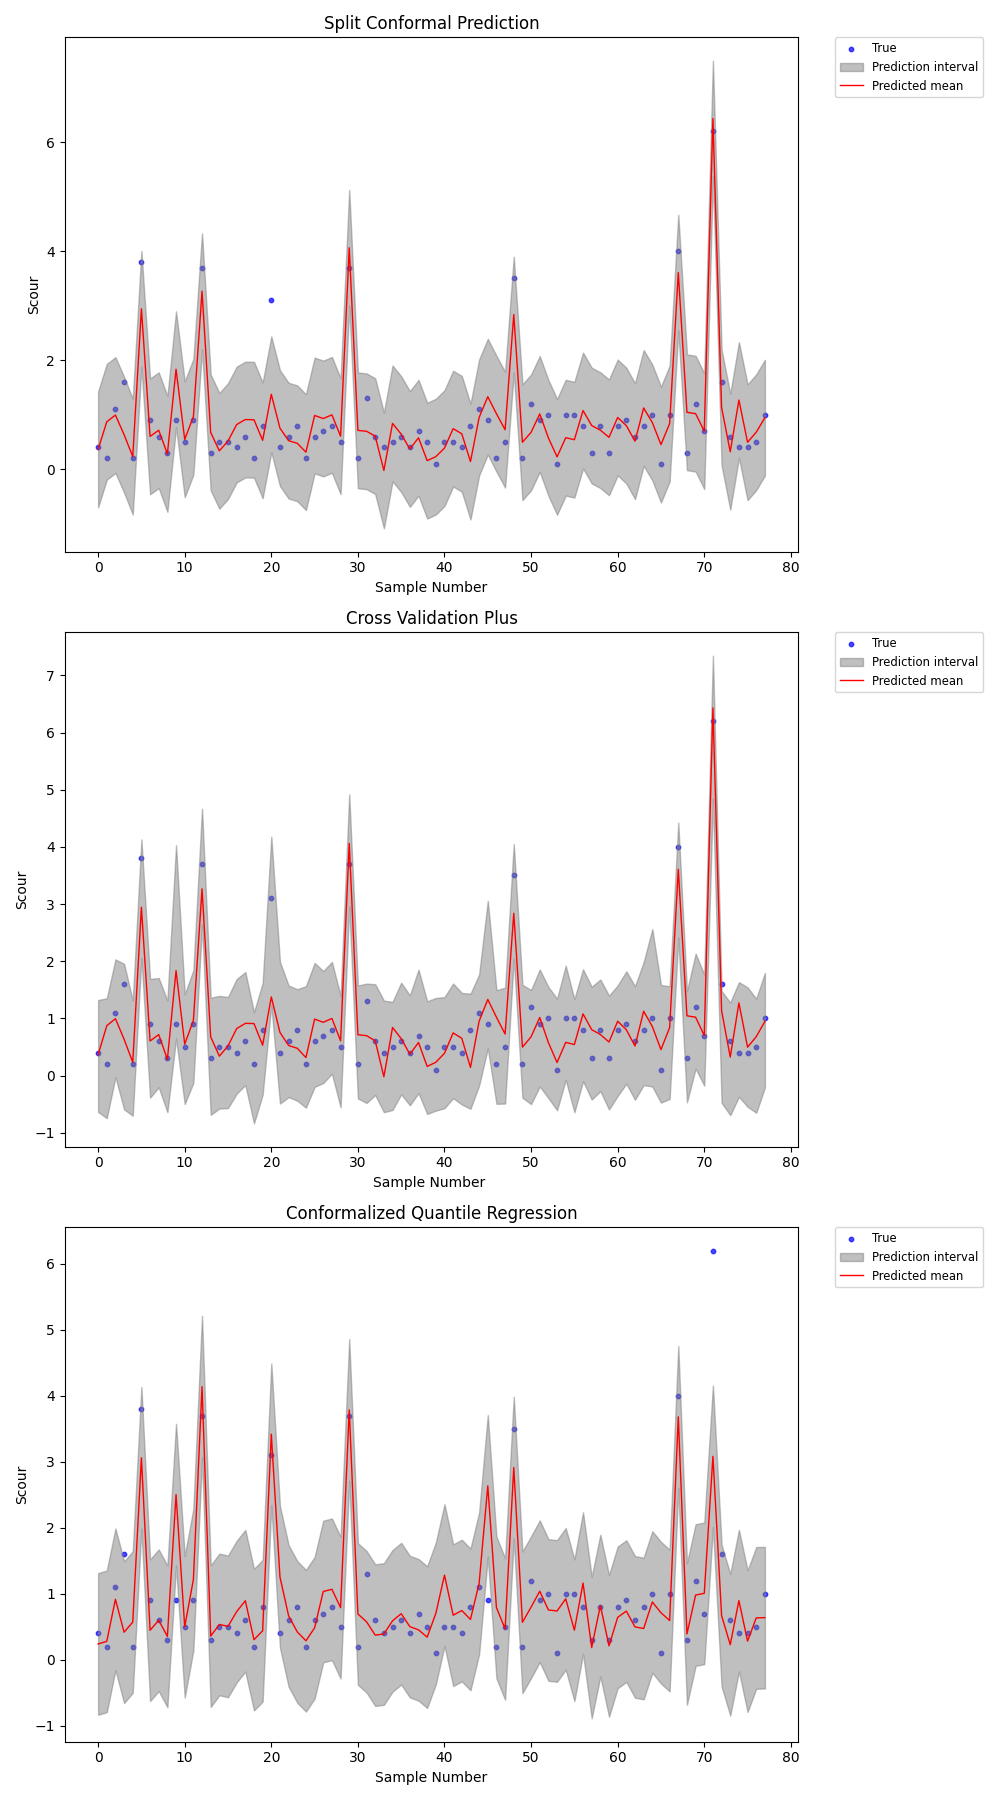 Split Conformal Prediction
True
Prediction interval
Predicted mean
6
4
2
0
Scour
0 10 20 30 40 50 60 70 80
Sample Number
Cross Validation Plus
True
Prediction interval
Predicted mean
7
6
5
4
3
2
1
0
−1
Scour
0 10 20 30 40 50 60 70 80
Sample Number
Conformalized Quantile Regression
True
Prediction interval
Predicted mean
6
5
4
3
2
1
0
−1
Scour
0 10 20 30 40 50 60 70 80
Sample Number